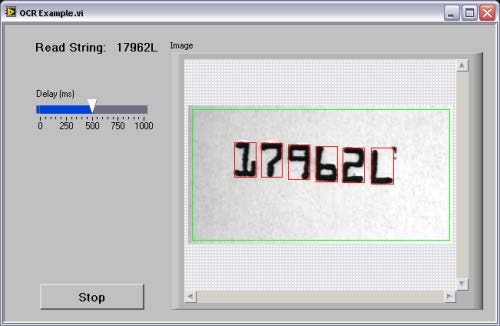 OCR Example.vi
Read String: 17962L
Image
Delay (ms)
0 250 500 750 1000
17962L
Stop